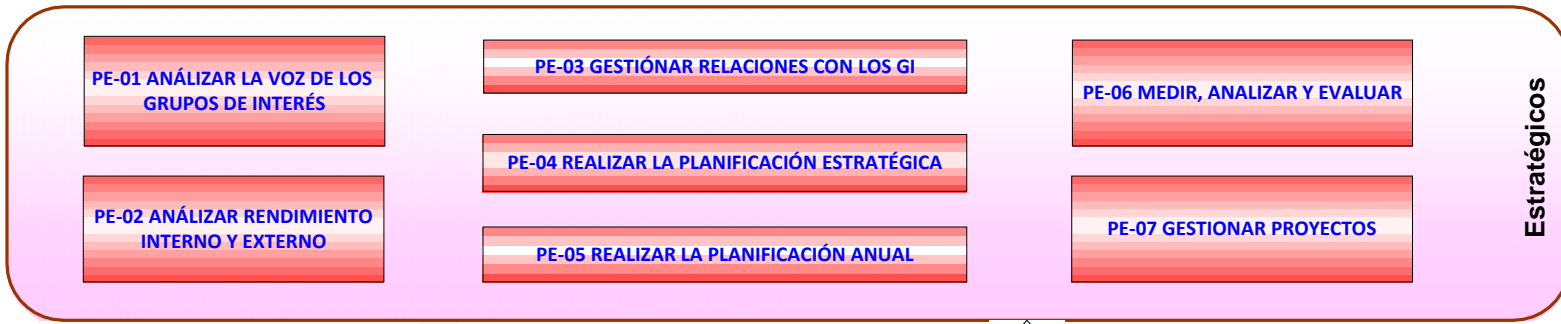 PE-01 ANÁLIZAR LA VOZ DE LOS
GRUPOS DE INTERÉS
PE-02 ANÁLIZAR RENDIMIENTO
INTERNO Y EXTERNO
PE-03 GESTIÓNAR RELACIONES CON LOS GI
PE-04 REALIZAR LA PLANIFICACIÓN ESTRATÉGICA
PE-05 REALIZAR LA PLANIFICACIÓN ANUAL
PE-06 MEDIR, ANALIZAR Y EVALUAR
PE-07 GESTIONAR PROYECTOS
Estratégicos